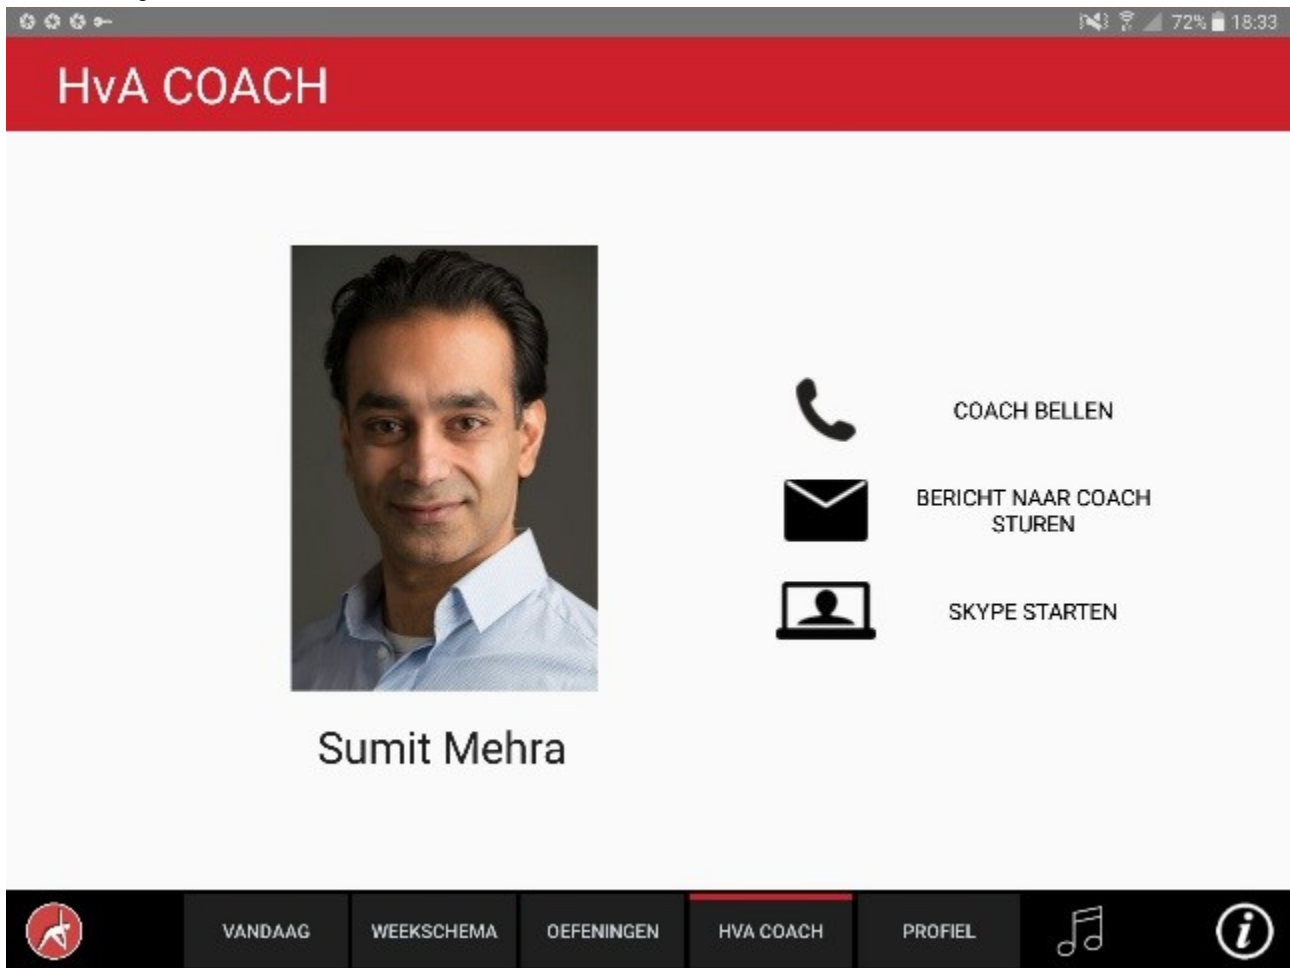 72% 18:33
HvA COACH
COACH BELLEN
BERICHT NAAR COACH
STUREN
SKYPE STARTEN
Sumit Mehra
VANDAAG
WEEKSCHEMA
OEFENINGEN
HVA COACH
PROFIEL
i